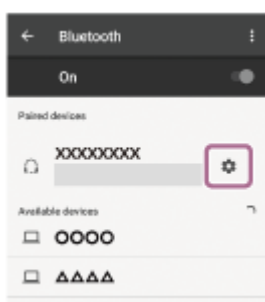 Bluetooth
On
Paired devices
XXXXXXXX
Available devices
OOOO
ΔΔΔΔ